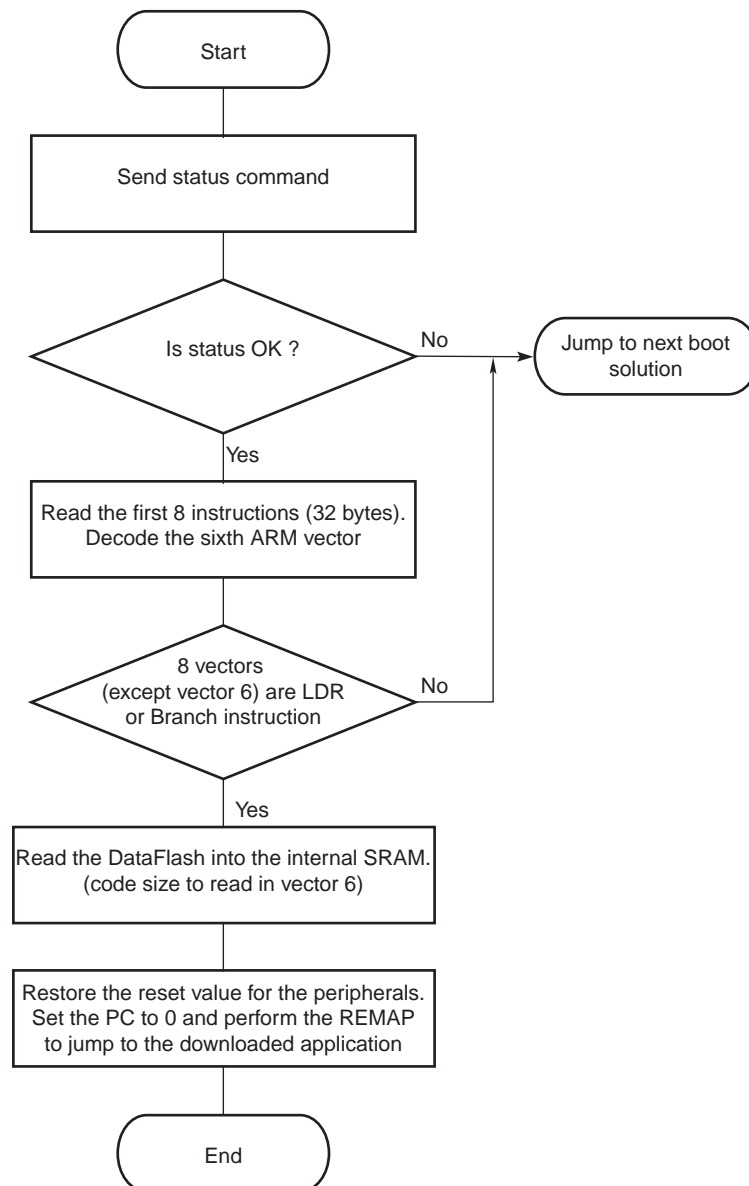 Start
Send status command
Is status OK ?
No
Jump to next boot
solution
Yes
Read the first 8 instructions (32 bytes).
Decode the sixth ARM vector
8 vectors
(except vector 6) are LDR
or Branch instruction
No
Yes
Read the DataFlash into the internal SRAM.
(code size to read in vector 6)
Restore the reset value for the peripherals.
Set the PC to 0 and perform the REMAP
to jump to the downloaded application
End